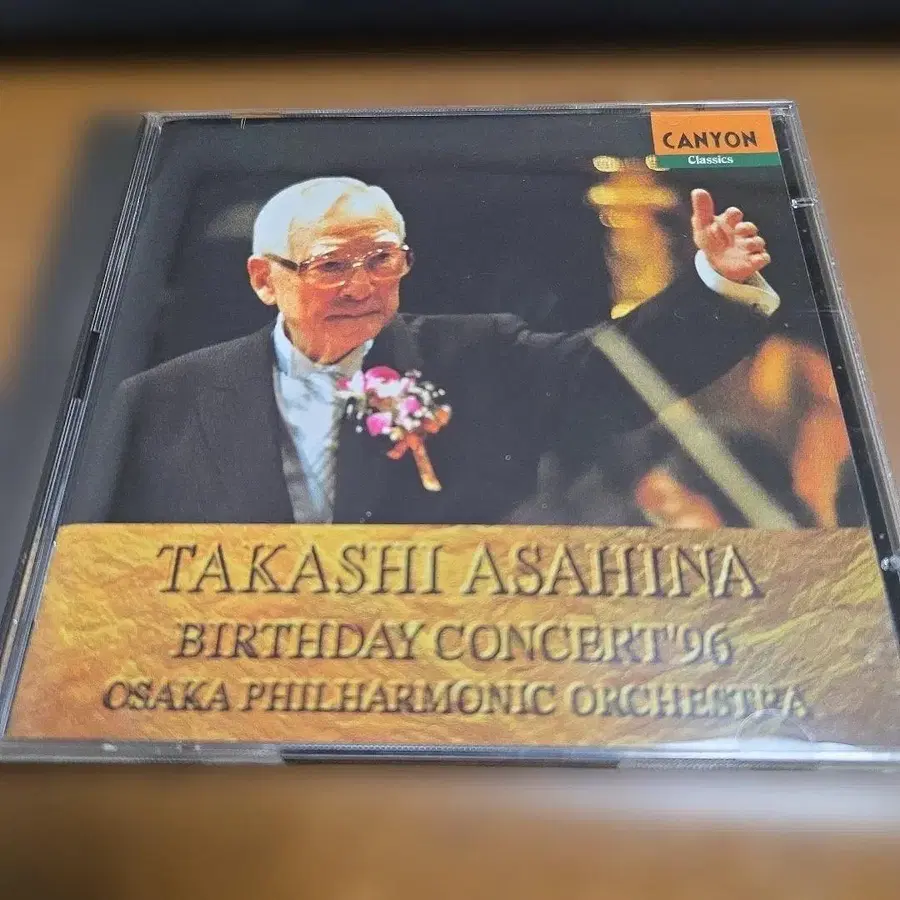 CANYON
Classics
TAKASHI ASAHINA
BIRTHDAY CONCERT'96
OSAKA PHILHARMONIC ORCHESTRA